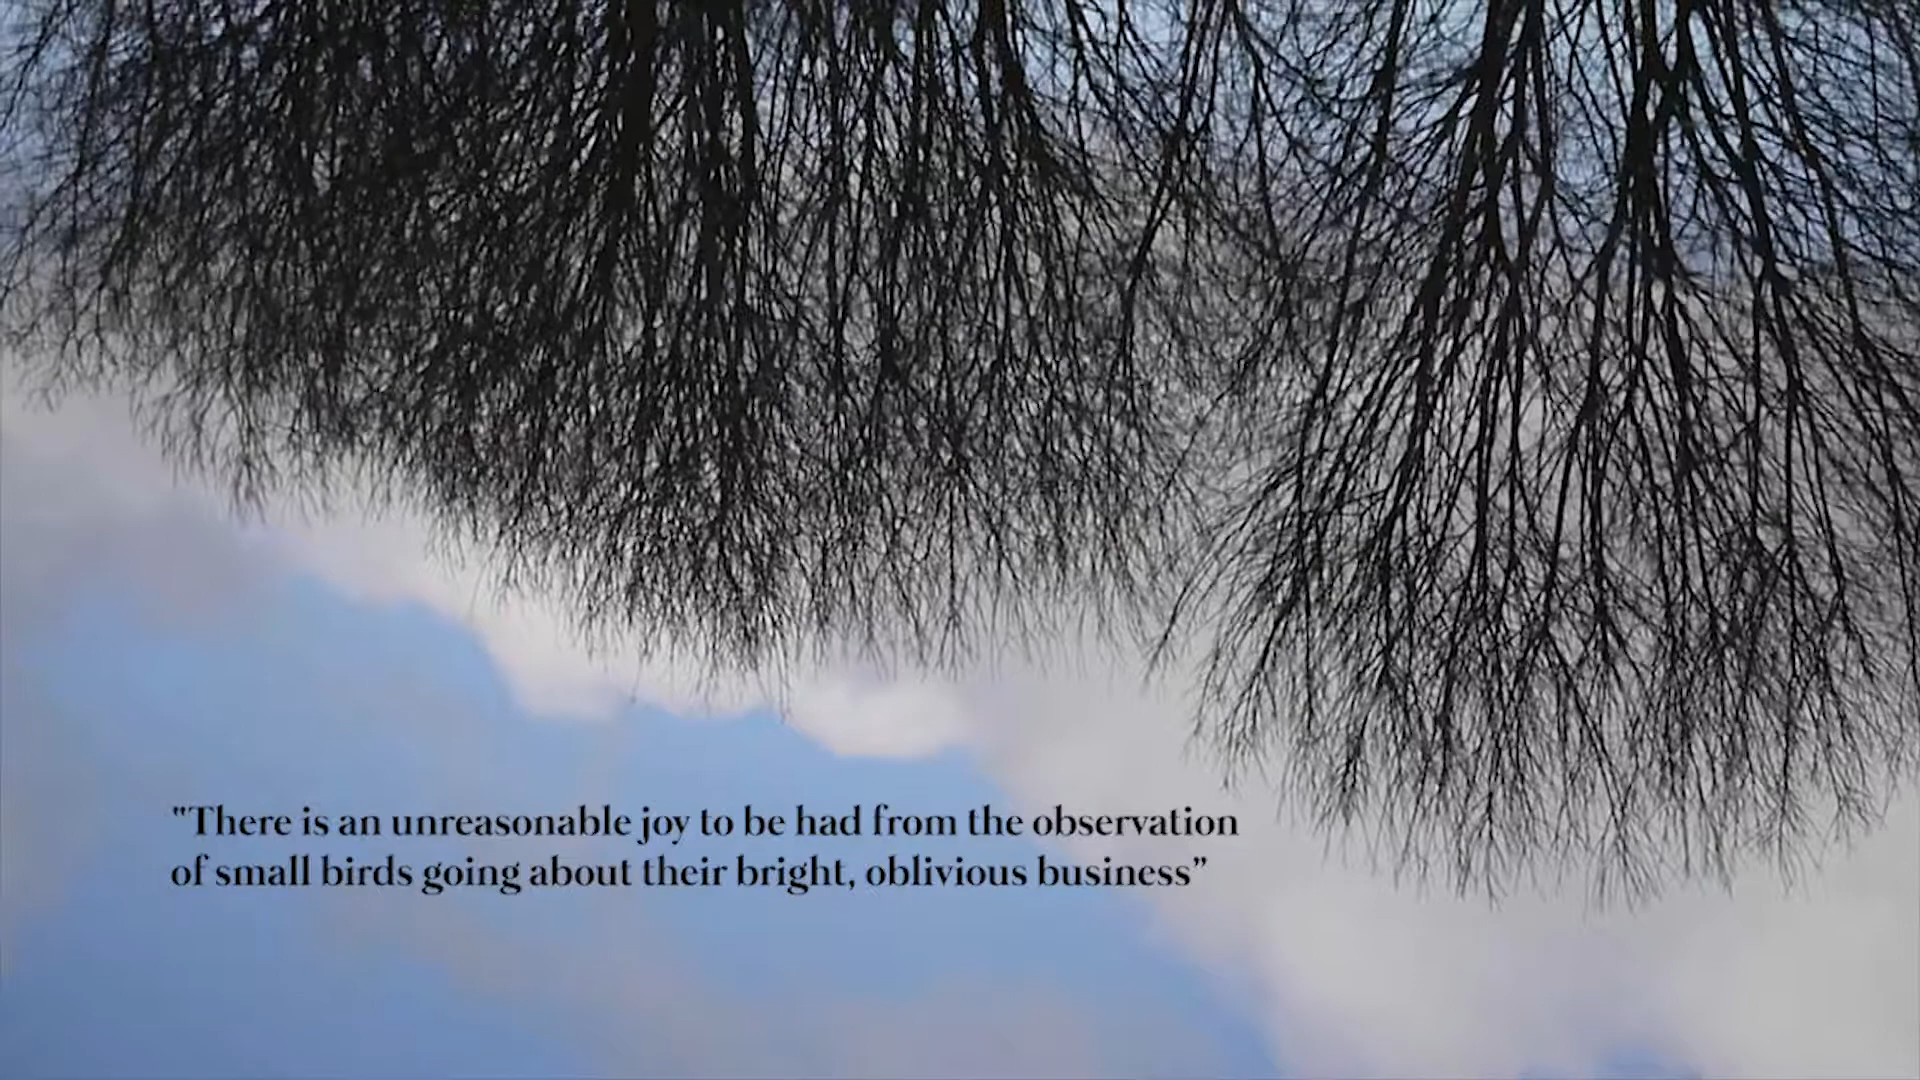 "There is an unreasonable joy to be had from the observation
of small birds going about their bright, oblivious business”